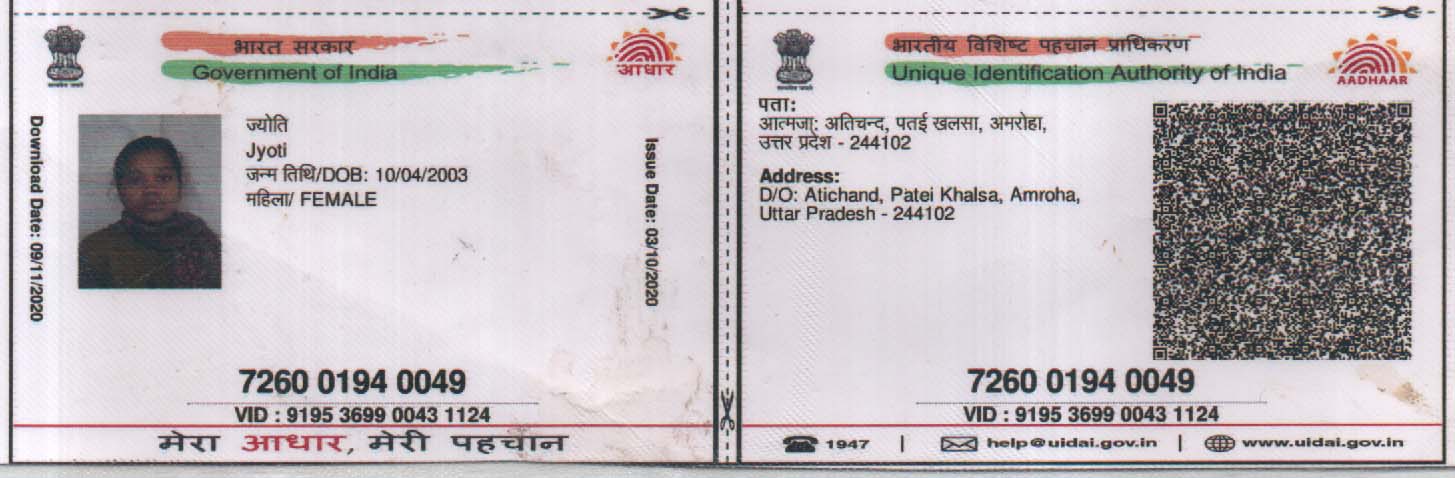 भारत सरकार
Government of India
आधार
Download Date: 09/11/2020
ज्योति
Jyoti
जन्म तिथि/DOB: 10/04/2003
महिला/ FEMALE
Issue Date: 03/10/2020
7260 0194 0049
VID : 9195 3699 0043 1124
मेरा आधार, मेरी पहचान
भारतीय विशिष्ट पहचान प्राधिकरण
Unique Identification Authority of India
AADHAAR
पता:
आत्मजा: अतिचन्द, पतई खलसा, अमरोहा,
उत्तर प्रदेश - 244102
Address:
D/O: Atichand, Patei Khalsa, Amroha,
Uttar Pradesh - 244102
7260 0194 0049
VID : 9195 3699 0043 1124
1947 | help@uidai.gov.in | www.uidai.gov.in